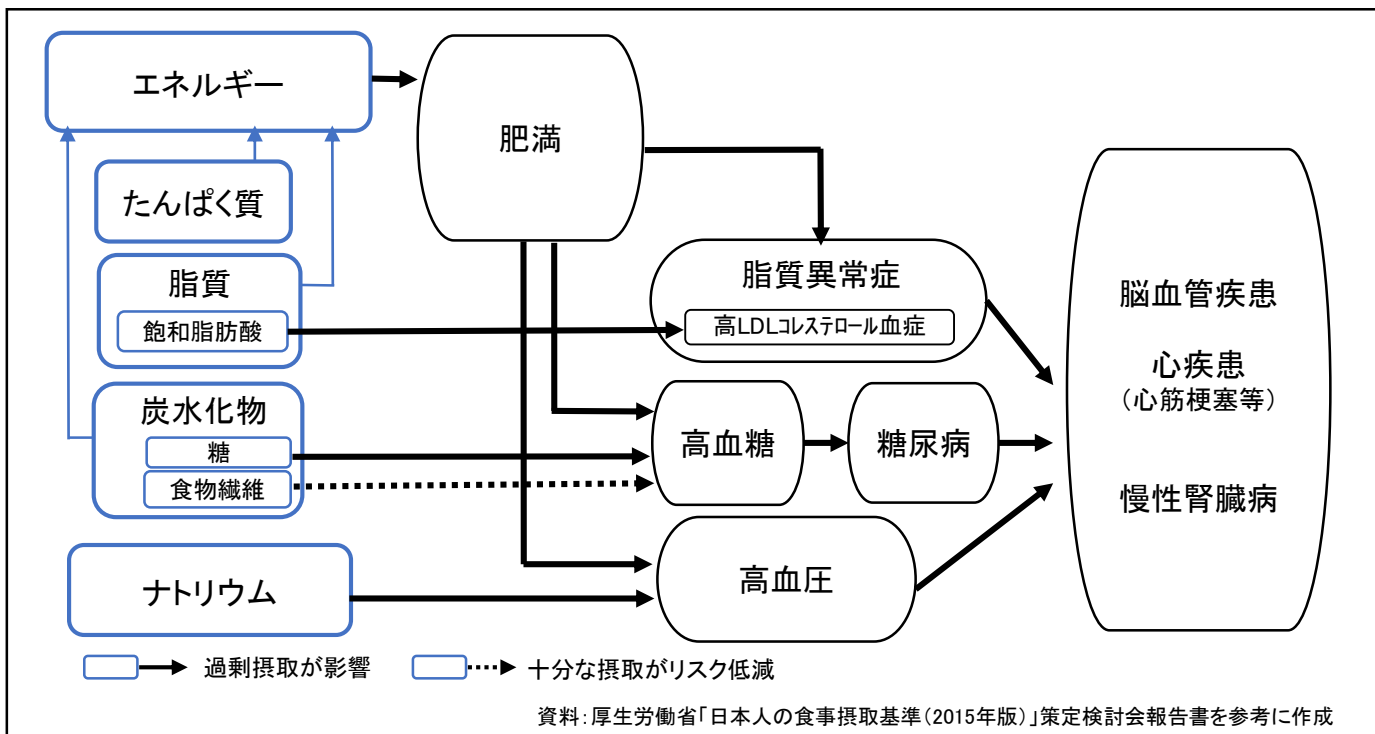 エネルギー
たんぱく質
脂質
飽和脂肪酸
炭水化物
糖
食物繊維
ナトリウム
肥満
脂質異常症
高LDLコレステロール血症
高血糖
糖尿病
高血圧
脳血管疾患
心疾患
（心筋梗塞等）
慢性腎臓病
過剰摂取が影響
十分な摂取がリスク低減
資料：厚生労働省「日本人の食事摂取基準（2015年版）」策定検討会報告書を参考に作成